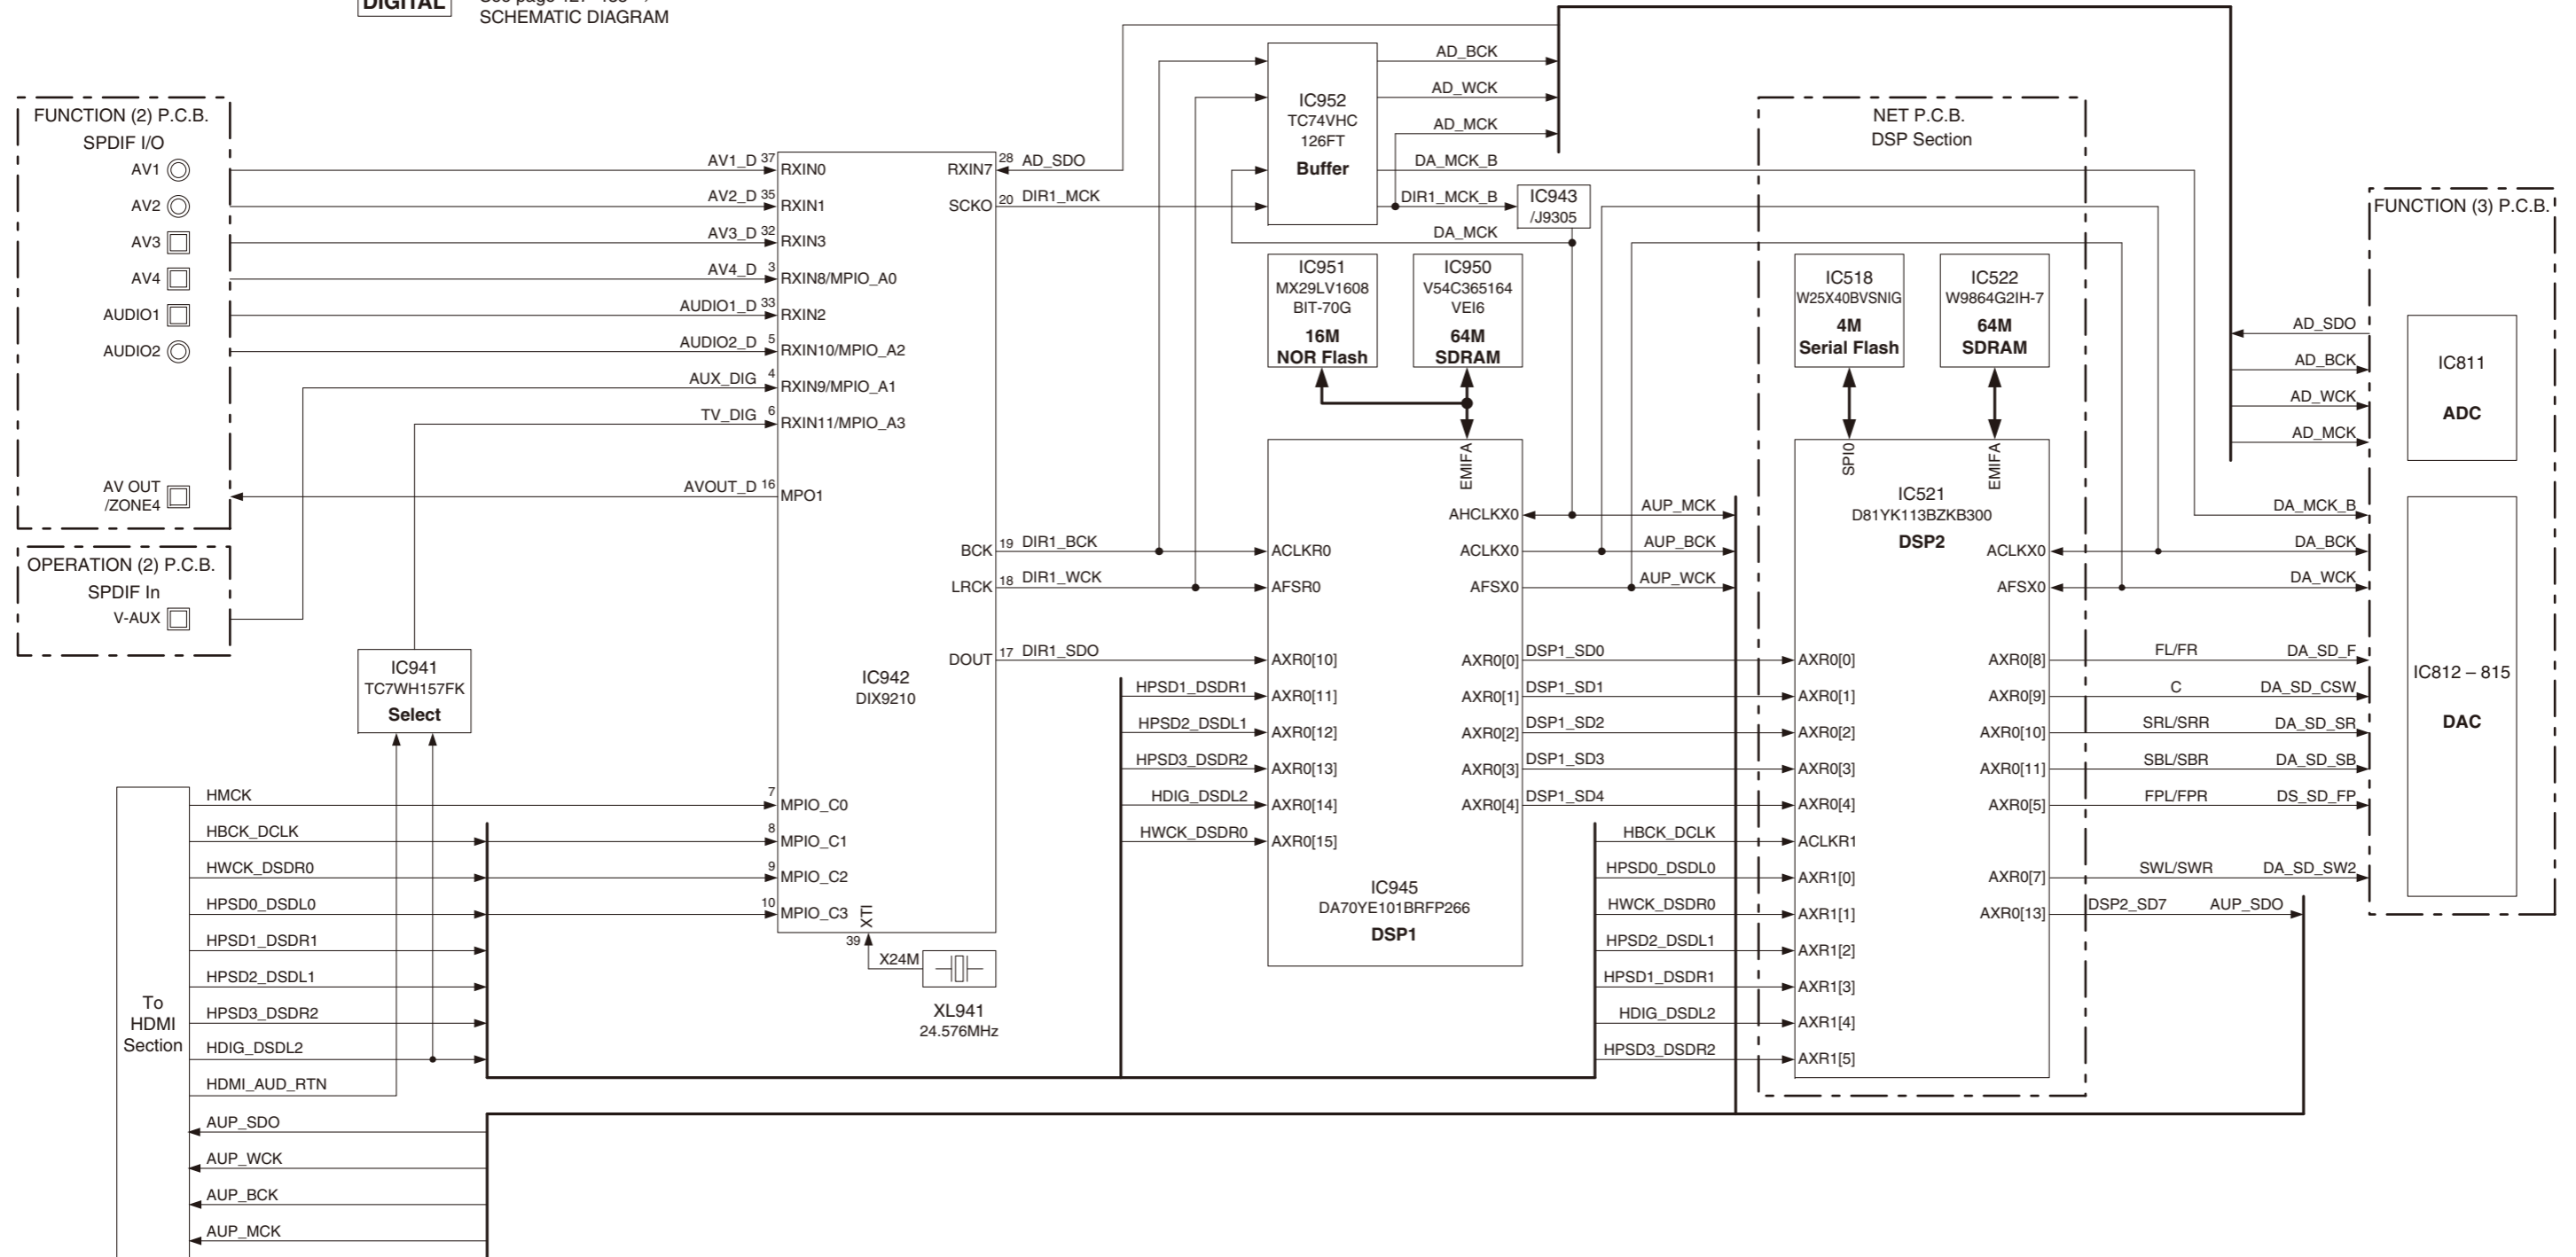 DIGITAL
SCHEMATIC DIAGRAM
FUNCTION (2) P.C.B.
SPDIF I/O
AV1
AV2
AV3
AV4
AUDIO1
AUDIO2
AV OUT
/ZONE4
OPERATION (2) P.C.B.
SPDIF In
V-AUX
AV1_D 37
AV2_D 35
AV3_D 32
AV4_D 3
AUDIO1_D 33
AUDIO2_D 5
AUX_DIG 4
TV_DIG 6
AVOUT_D 16
RXIN0
RXIN1
RXIN3
RXIN8/MPIO_A0
RXIN2
RXIN10/MPIO_A2
RXIN9/MPIO_A1
RXIN11/MPIO_A3
MPO1
RXIN7
SCKO
BCK
LRCK
DOUT
IC942
DIX9210
7
MPIO_C0
8
MPIO_C1
9
MPIO_C2
10
MPIO_C3
XTI
39
X24M
XL941
24.576MHz
28 AD_SDO
20 DIR1_MCK
19 DIR1_BCK
18 DIR1_WCK
17 DIR1_SDO
IC941
TC7WH157FK
Select
To
HDMI
Section
HMCK
HBCK_DCLK
HWCK_DSDR0
HPSD0_DSDL0
HPSD1_DSDR1
HPSD2_DSDL1
HPSD3_DSDR2
HDIG_DSDL2
HDMI_AUD_RTN
AUP_SDO
AUP_WCK
AUP_BCK
AUP_MCK
IC952
TC74VHC
126FT
Buffer
AD_BCK
AD_WCK
AD_MCK
DA_MCK_B
DIR1_MCK_B
DA_MCK
IC943
/J9305
IC951
MX29LV1608
BIT-70G
16M
NOR Flash
IC950
V54C365164
VEI6
64M
SDRAM
EMIFA
AHCLKX0
ACLKR0
ACLKX0
AFSR0
AFSX0
AXR0[10]
AXR0[11]
AXR0[12]
AXR0[13]
AXR0[14]
AXR0[15]
AXR0[0]
AXR0[1]
AXR0[2]
AXR0[3]
AXR0[4]
IC945
DA70YE101BRFP266
DSP1
HPSD1_DSDR1
HPSD2_DSDL1
HPSD3_DSDR2
HDIG_DSDL2
HWCK_DSDR0
AUP_MCK
AUP_BCK
AUP_WCK
DSP1_SD0
DSP1_SD1
DSP1_SD2
DSP1_SD3
DSP1_SD4
HBCK_DCLK
HPSD0_DSDL0
HWCK_DSDR0
HPSD2_DSDL1
HPSD1_DSDR1
HDIG_DSDL2
HPSD3_DSDR2
NET P.C.B.
DSP Section
IC518
W25X40BVSNIG
4M
Serial Flash
IC522
W9864G2IH-7
64M
SDRAM
SPI0
EMIFA
IC521
D81YK113BZKB300
DSP2
ACLKX0
AFSX0
AXR0[0]
AXR0[1]
AXR0[2]
AXR0[3]
AXR0[4]
ACLKR1
AXR1[0]
AXR1[1]
AXR1[2]
AXR1[3]
AXR1[4]
AXR1[5]
AXR0[8]
AXR0[9]
AXR0[10]
AXR0[11]
AXR0[5]
AXR0[7]
AXR0[13]
FL/FR DA_SD_F
C DA_SD_CSW
SRL/SRR DA_SD_SR
SBL/SBR DA_SD_SB
FPL/FPR DS_SD_FP
SWL/SWR DA_SD_SW2
DSP2_SD7 AUP_SDO
AD_SDO
AD_BCK
AD_WCK
AD_MCK
DA_MCK_B
DA_BCK
DA_WCK
FUNCTION (3) P.C.B.
IC811
ADC
IC812 – 815
DAC